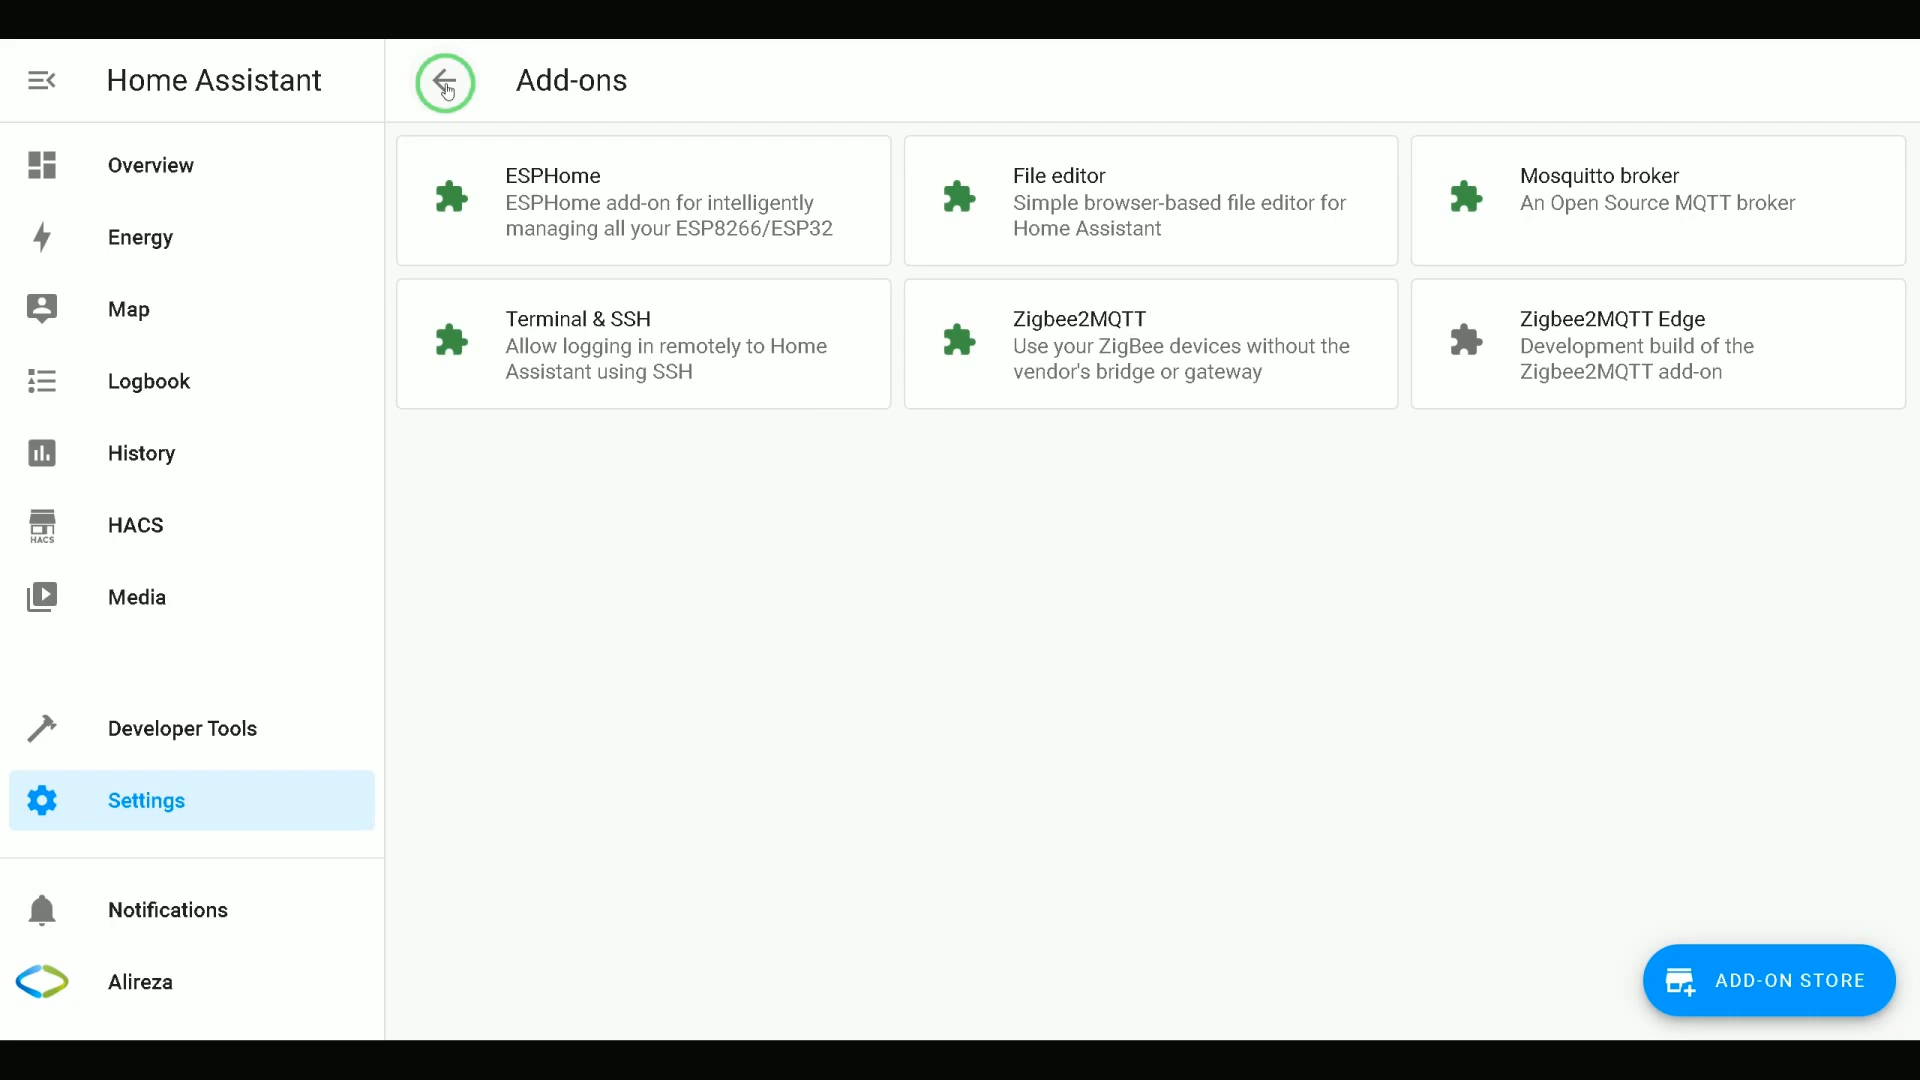 Home Assistant
Overview
Energy
Map
Logbook
History
HACS
HACS
Media
Developer Tools
Settings
Notifications
Alireza
Add-ons
ESPHome
ESPHome add-on for intelligently
managing all your ESP8266/ESP32
File editor
Simple browser-based file editor for
Home Assistant
Mosquitto broker
An Open Source MQTT broker
Terminal & SSH
Allow logging in remotely to Home
Assistant using SSH
Zigbee2MQTT
Use your ZigBee devices without the
vendor's bridge or gateway
Zigbee2MQTT Edge
Development build of the
Zigbee2MQTT add-on
ADD-ON STORE